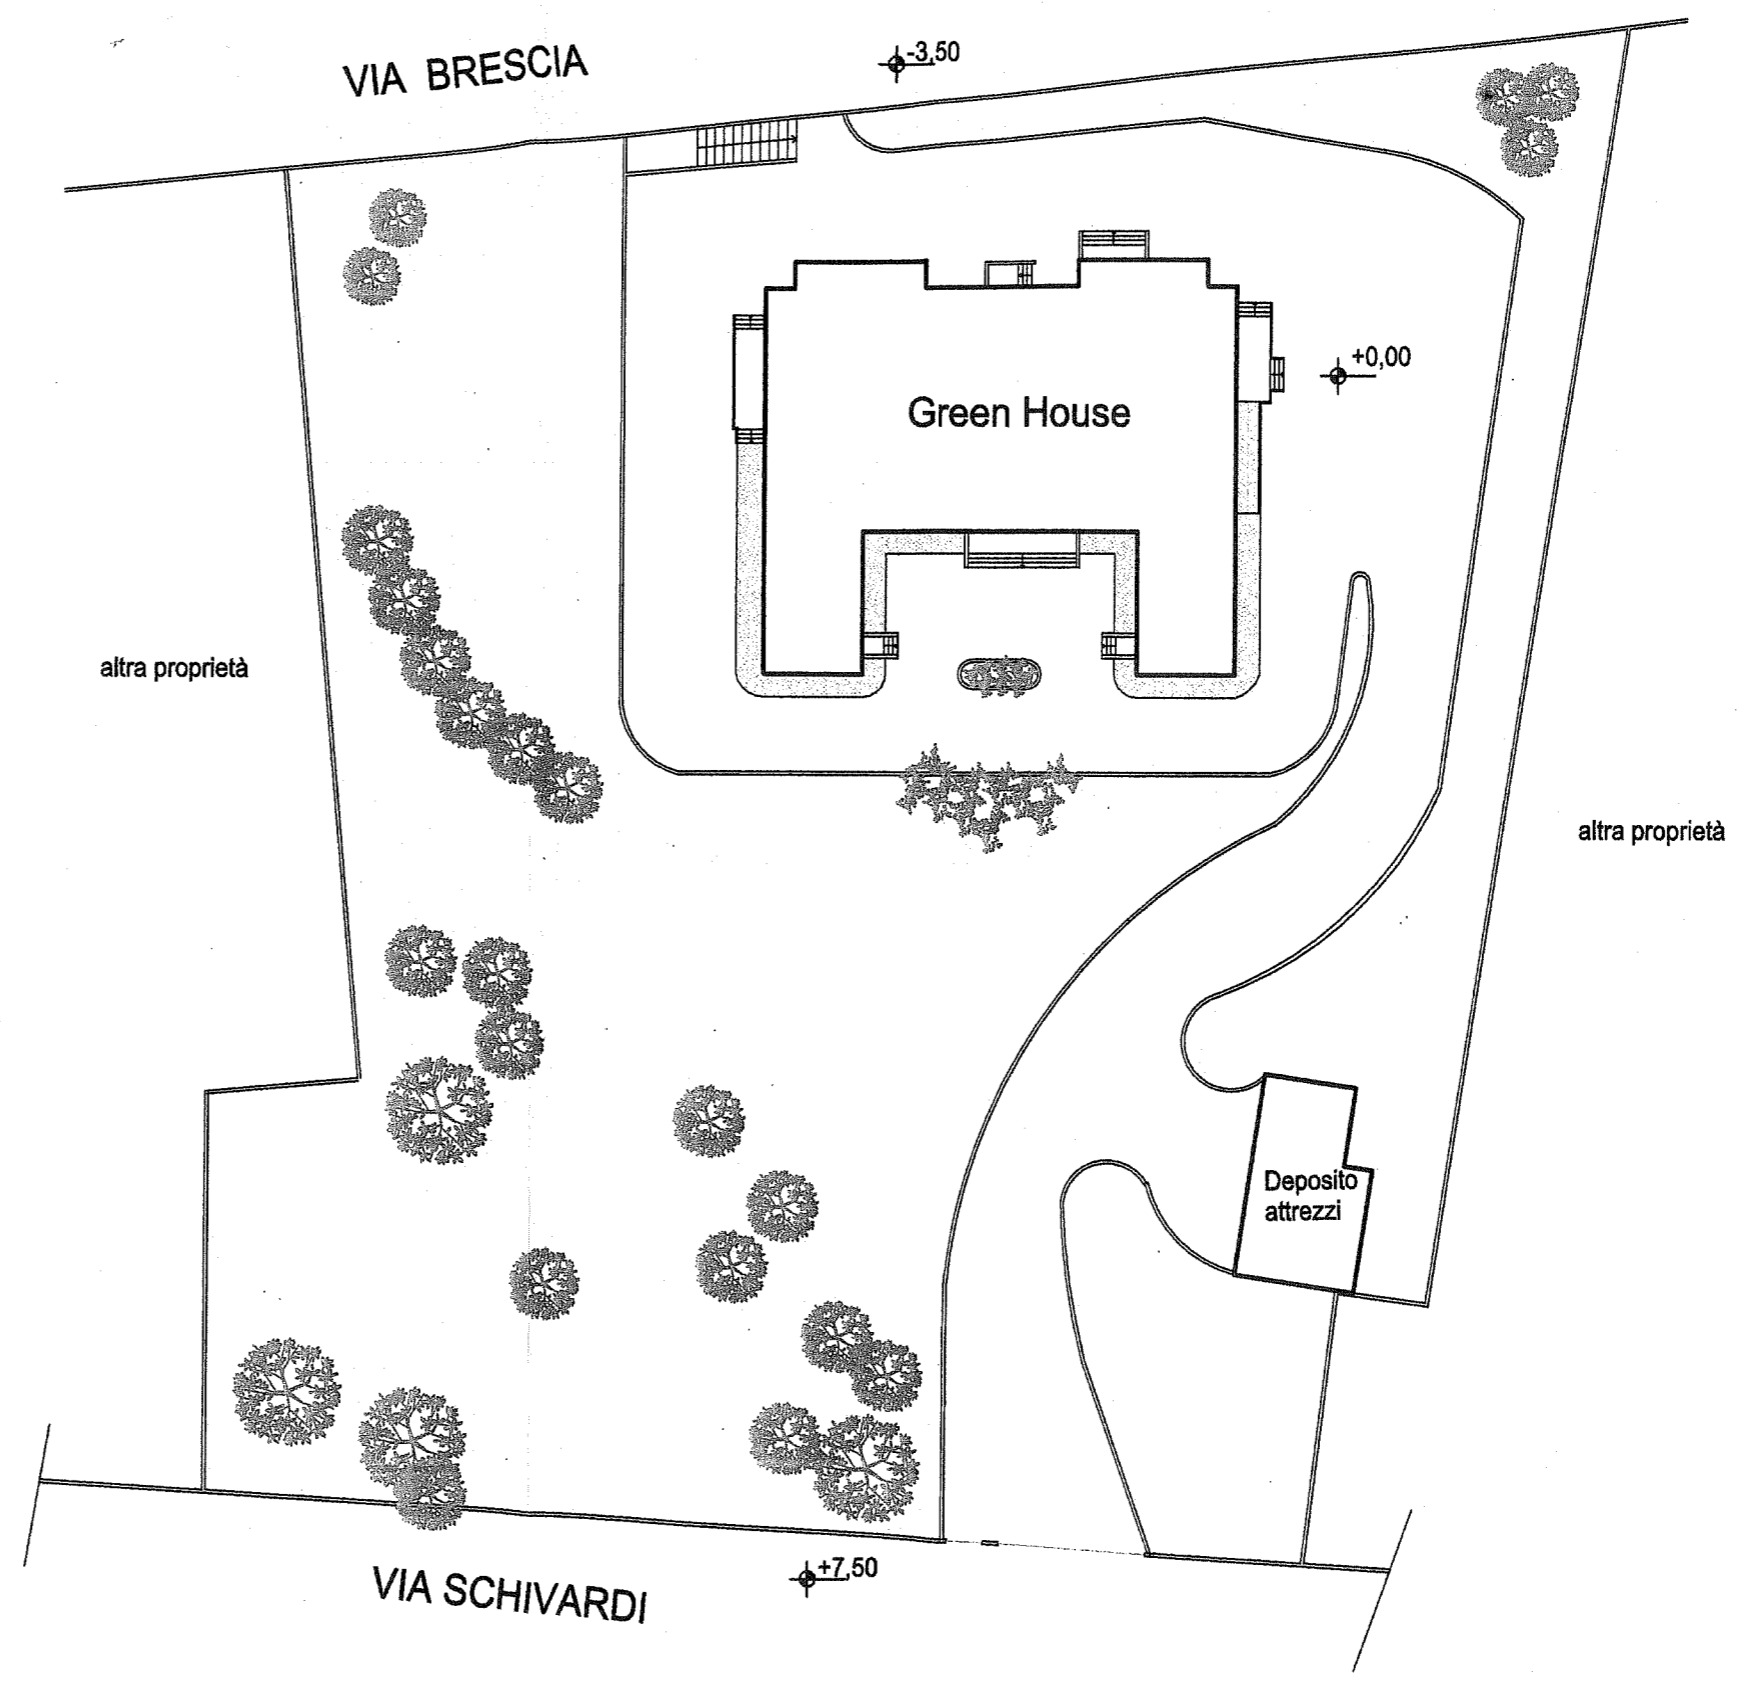 VIA BRESCIA
-3,50
+0,00
Green House
altra proprietà
altra proprietà
Deposito
attrezzi
+7,50
VIA SCHIVARDI